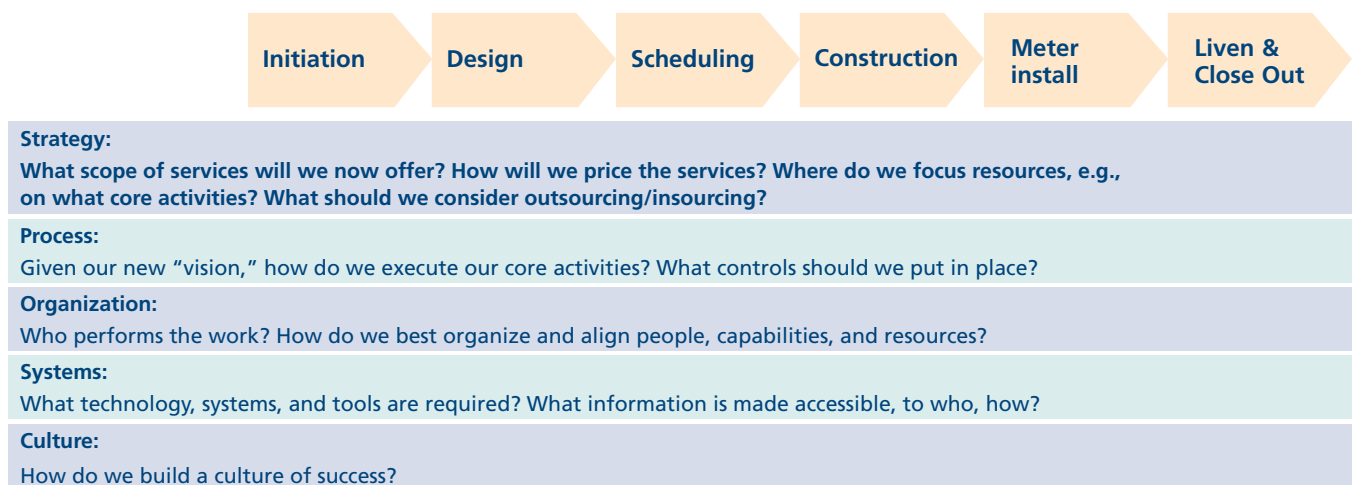 Initiation
Design
Scheduling
Construction
Meter
install
Liven &
Close Out
Strategy:
What scope of services will we now offer? How will we price the services? Where do we focus resources, e.g.,
on what core activities? What should we consider outsourcing/insourcing?
Process:
Given our new “vision,” how do we execute our core activities? What controls should we put in place?
Organization:
Who performs the work? How do we best organize and align people, capabilities, and resources?
Systems:
What technology, systems, and tools are required? What information is made accessible, to who, how?
Culture:
How do we build a culture of success?